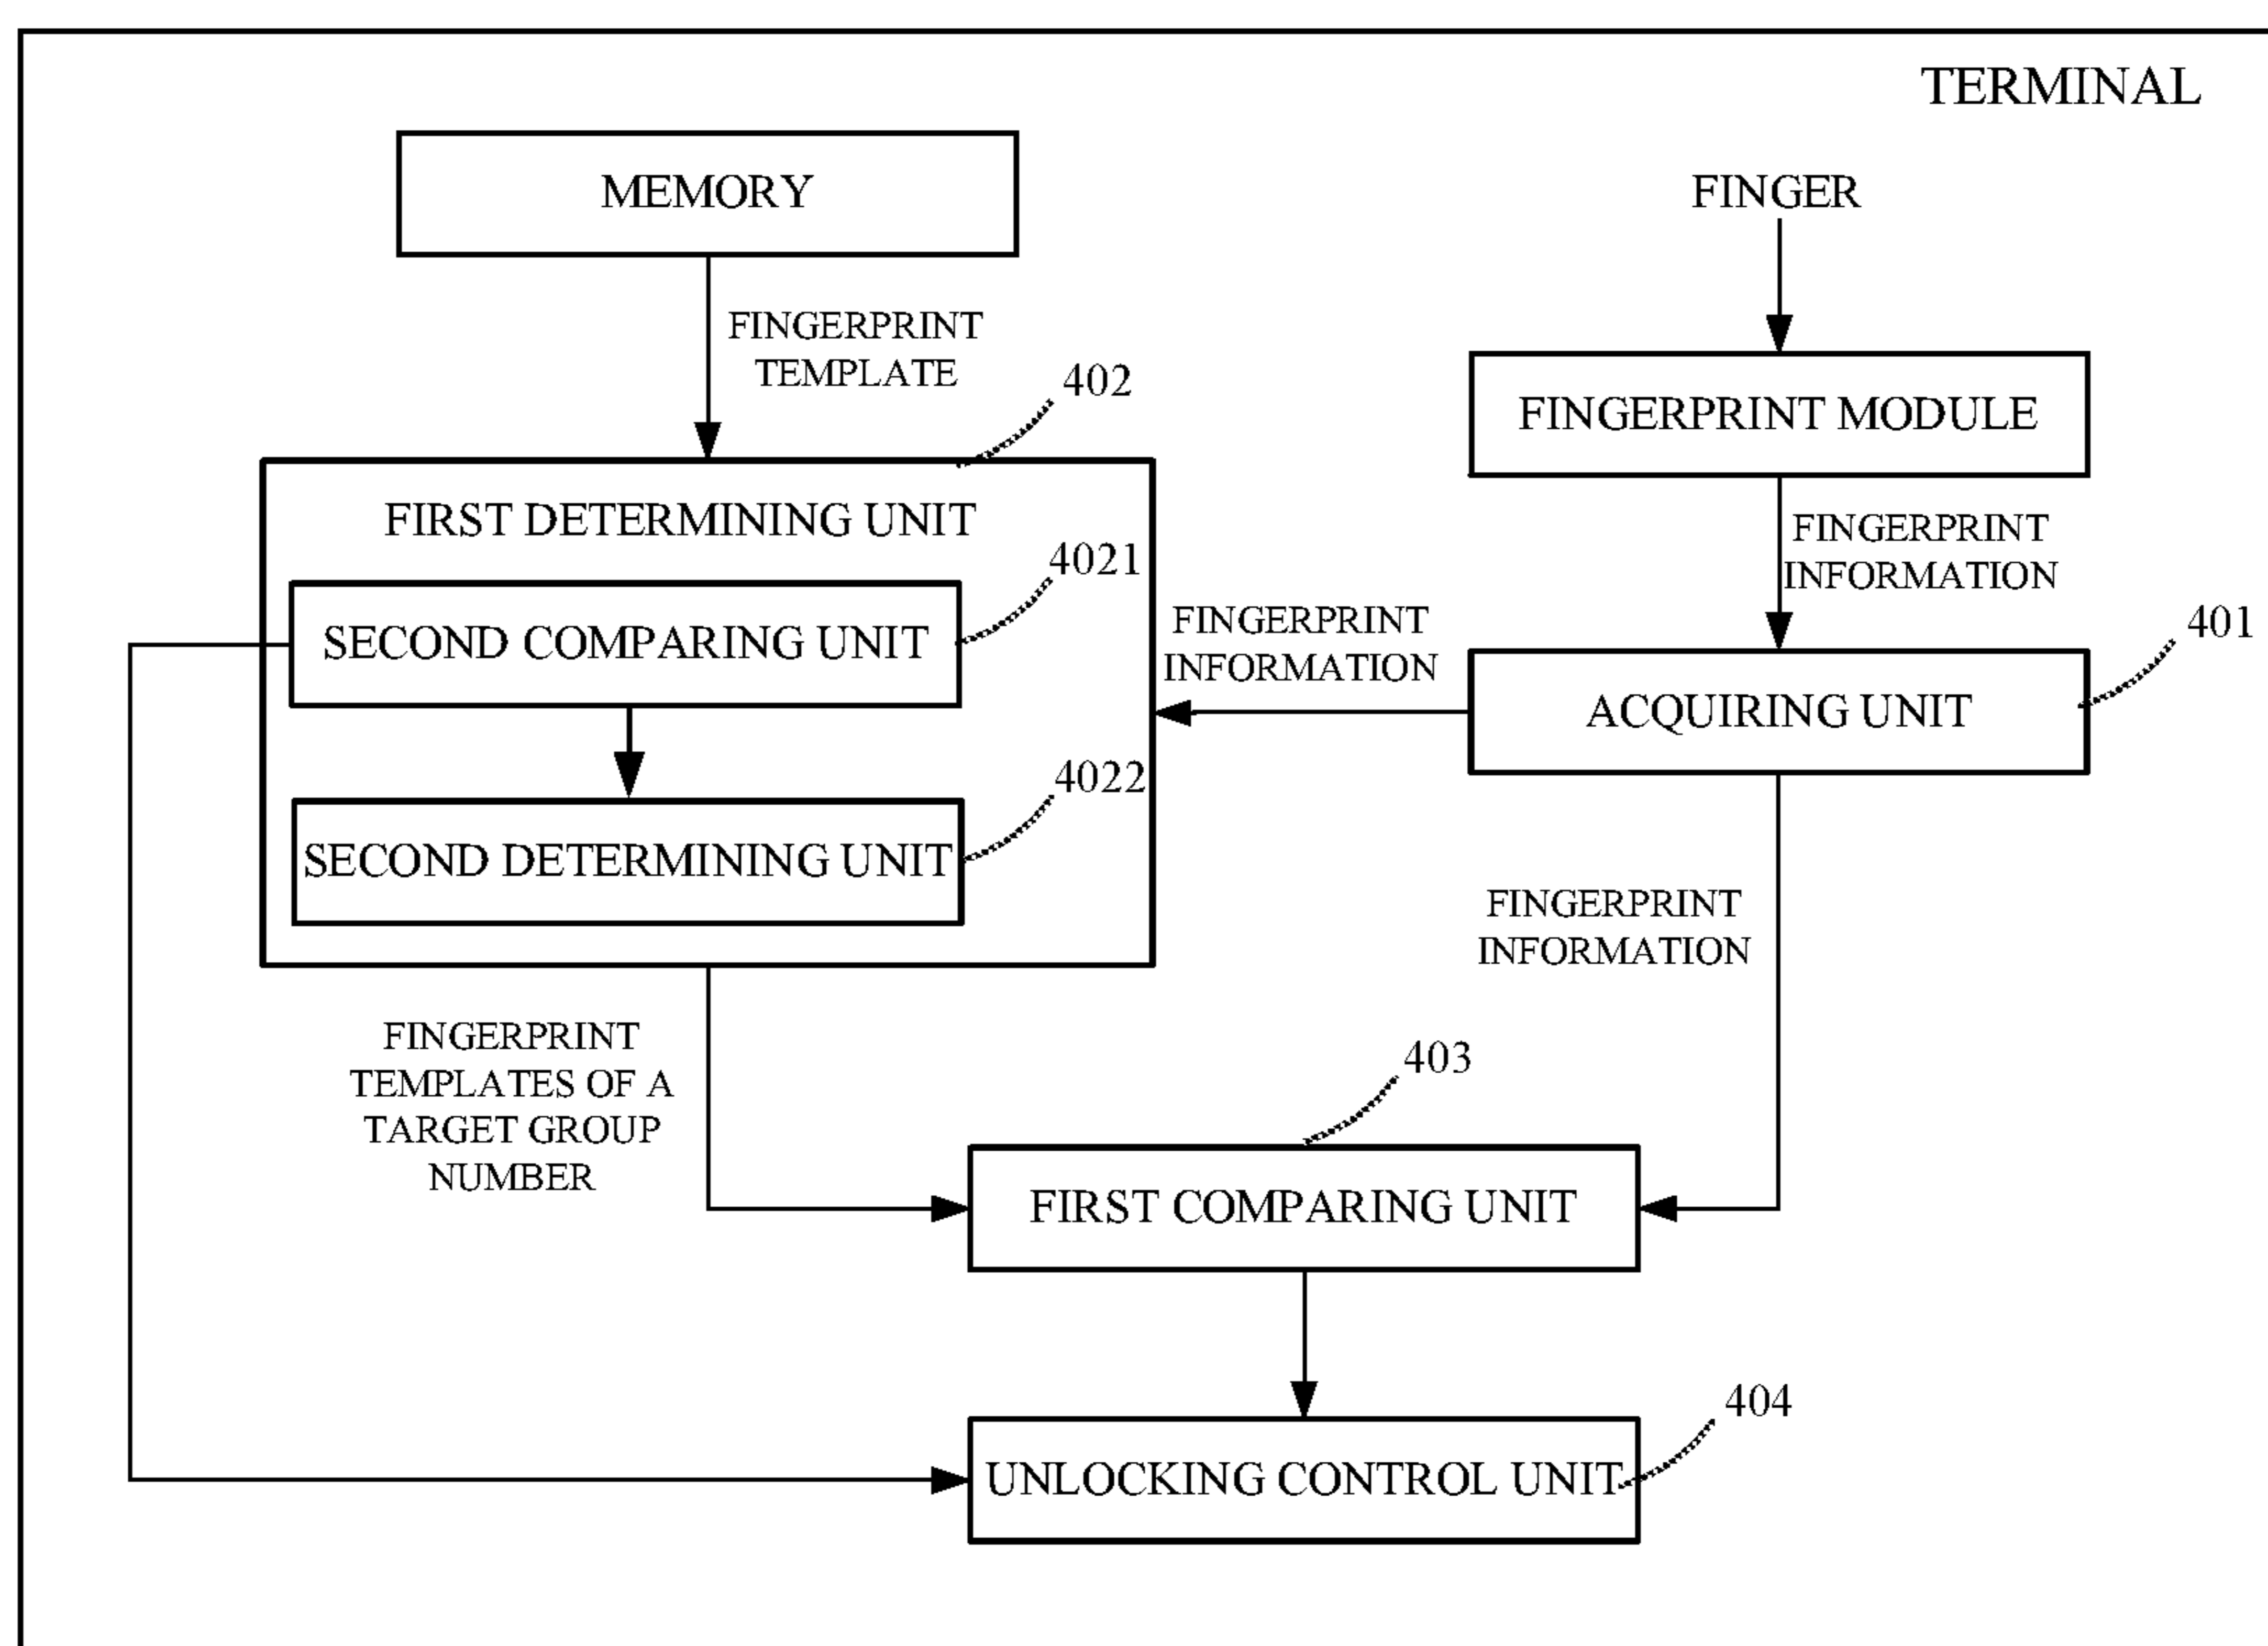 TERMINAL
MEMORY
FINGER
FINGERPRINT
TEMPLATE
402
FINGERPRINT MODULE
FIRST DETERMINING UNIT
FINGERPRINT
INFORMATION
4021
SECOND COMPARING UNIT
FINGERPRINT
INFORMATION
401
ACQUIRING UNIT
4022
SECOND DETERMINING UNIT
FINGERPRINT
INFORMATION
FINGERPRINT
TEMPLATES OF A
TARGET GROUP
NUMBER
403
FIRST COMPARING UNIT
404
UNLOCKING CONTROL UNIT